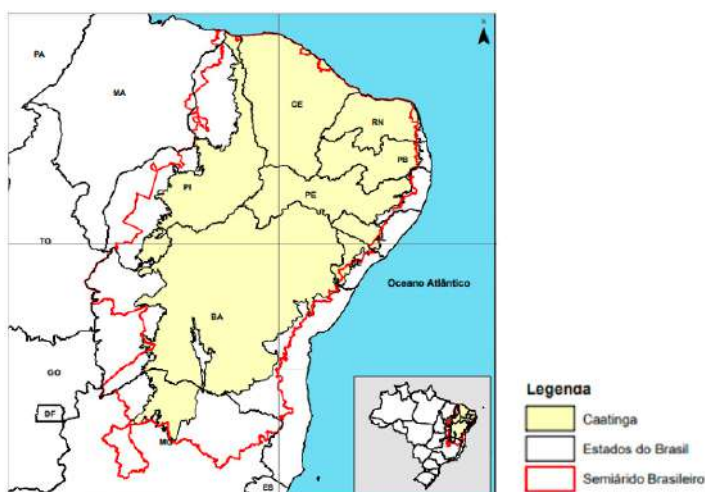 PA
MA
CE
RN
PB
PI
PE
TO
Oceano Atlântico
BA
GO
DF
MG
ES
Legenda
Caatinga
Estados do Brasil
Semiárido Brasileiro